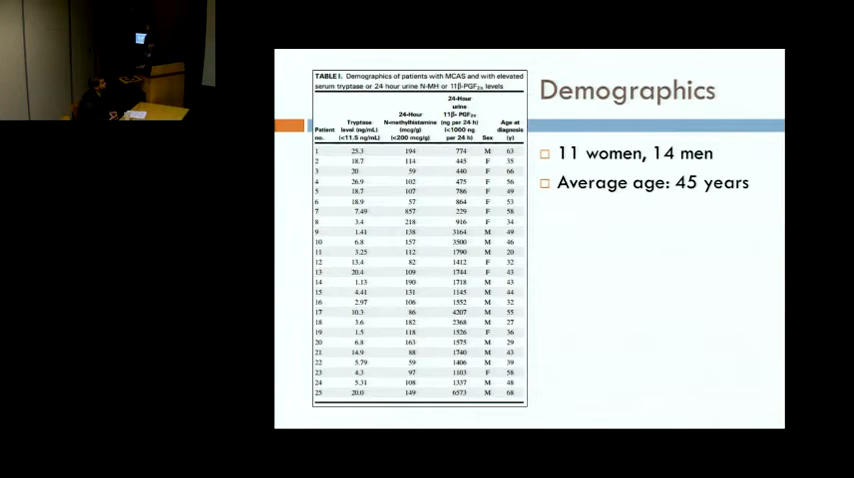 TABLE I. Demographics of patients with MCAS and with elevated
serum tryptase or 24 hour urine N-MH or 11β-PGF2α levels
Patient no. Tryptase level (ng/mL) (<11.5 ng/mL) 24-Hour N-methylhistamine (mcg/g) (<200 mcg/g) 24-Hour urine 11β- PGF2α (ng per 24 h) (<1000 ng per 24 h) Sex Age at diagnosis (y)
1 25.3 194 774 M 63
2 18.7 114 445 F 35
3 20 59 440 F 66
4 26.9 102 475 F 56
5 18.7 107 786 F 49
6 18.9 57 864 F 53
7 7.49 857 229 F 58
8 3.4 218 916 F 34
9 1.41 138 3164 M 49
10 6.8 157 3500 M 46
11 3.25 112 1790 M 20
12 13.4 82 1412 F 32
13 20.4 109 1744 F 43
14 1.13 190 1718 M 43
15 4.41 131 1145 M 44
16 2.97 106 1552 M 32
17 10.3 86 4207 M 55
18 3.6 182 2368 M 27
19 1.5 118 1526 F 36
20 6.8 163 1575 M 29
21 14.9 88 1740 M 43
22 5.79 59 1406 M 39
23 4.3 97 1103 F 58
24 5.31 108 1337 M 48
25 20.0 149 6573 M 68
Demographics
11 women, 14 men
Average age: 45 years